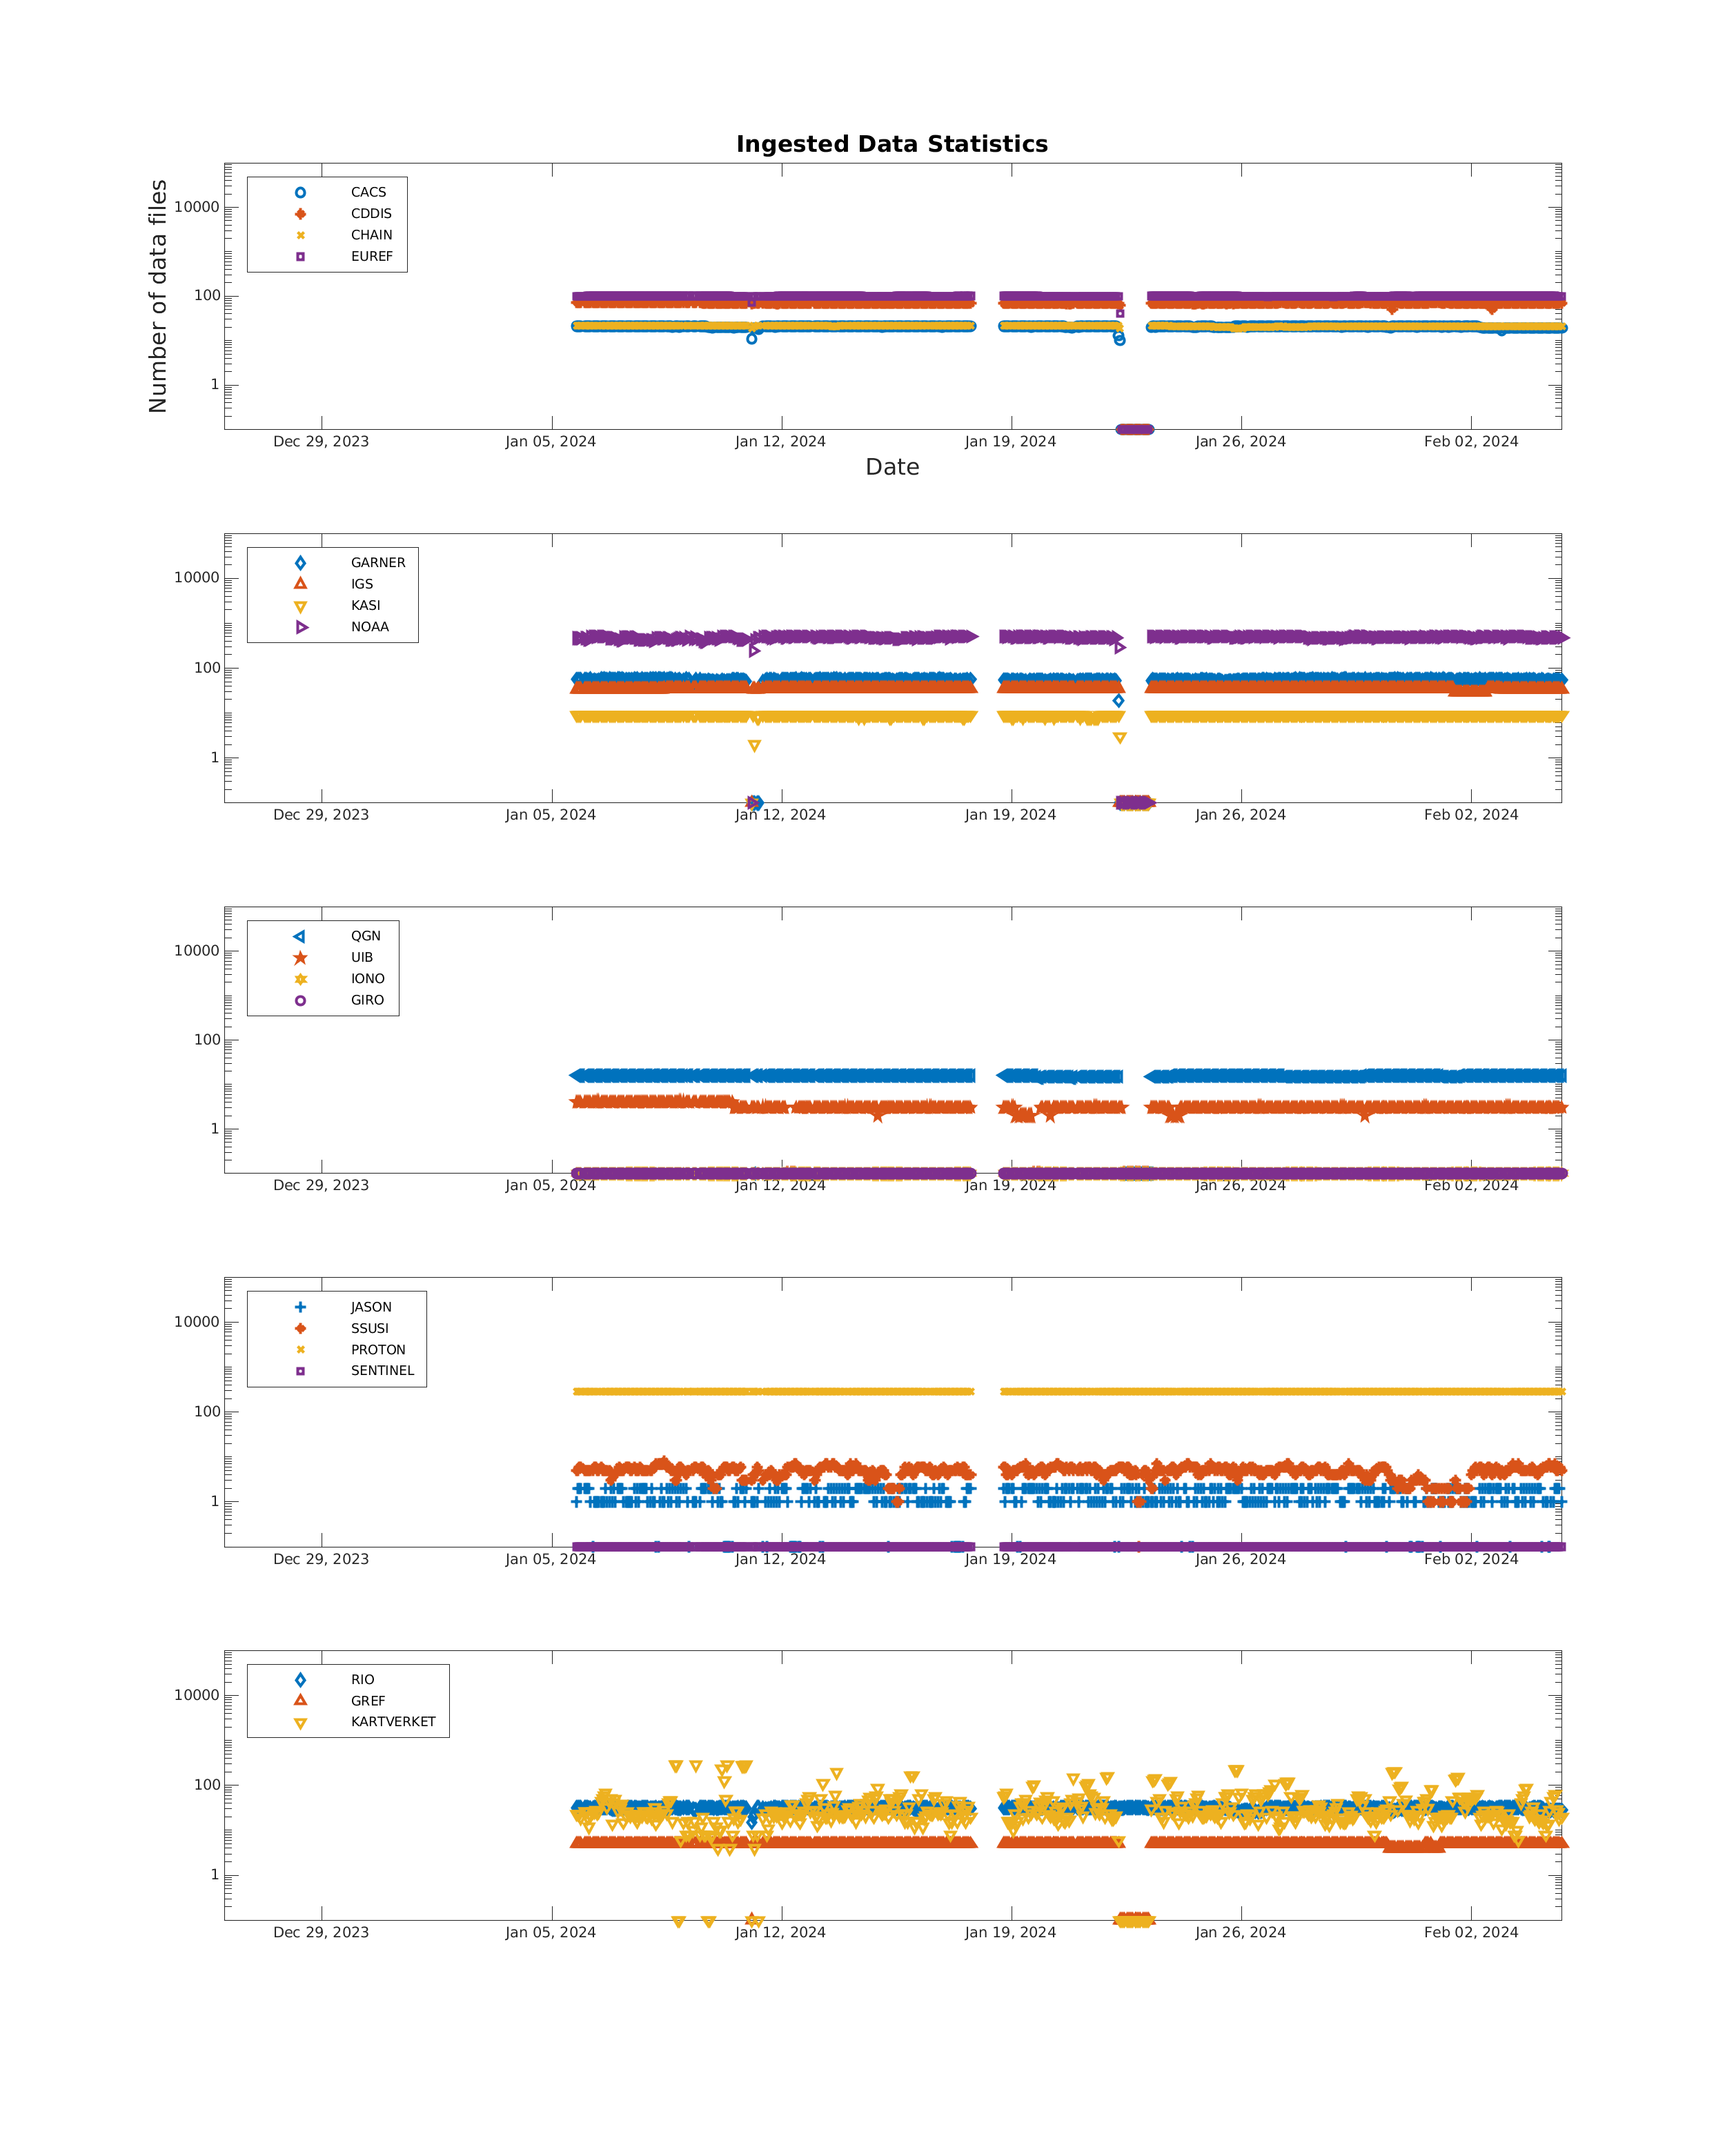 Ingested Data Statistics
Number of data files
CACS
CDDIS
CHAIN
EUREF
10000
100
1
Dec 29, 2023 Jan 05, 2024 Jan 12, 2024 Jan 19, 2024 Jan 26, 2024 Feb 02, 2024
Date
GARNER
IGS
KASI
NOAA
10000
100
1
Dec 29, 2023 Jan 05, 2024 Jan 12, 2024 Jan 19, 2024 Jan 26, 2024 Feb 02, 2024
QGN
UIB
IONO
GIRO
10000
100
1
Dec 29, 2023 Jan 05, 2024 Jan 12, 2024 Jan 19, 2024 Jan 26, 2024 Feb 02, 2024
JASON
SSUSI
PROTON
SENTINEL
10000
100
1
Dec 29, 2023 Jan 05, 2024 Jan 12, 2024 Jan 19, 2024 Jan 26, 2024 Feb 02, 2024
RIO
GREF
KARTVERKET
10000
100
1
Dec 29, 2023 Jan 05, 2024 Jan 12, 2024 Jan 19, 2024 Jan 26, 2024 Feb 02, 2024